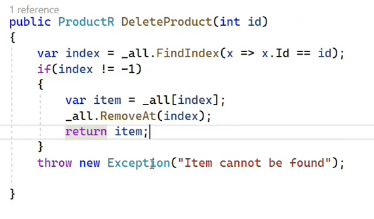 1 reference
public ProductR DeleteProduct(int id)
{
var index = _all.FindIndex(x => x.Id == id);
if(index != -1)
{
var item = _all[index];
_all.RemoveAt(index);
return item;
}
throw new Exception("Item cannot be found");
}